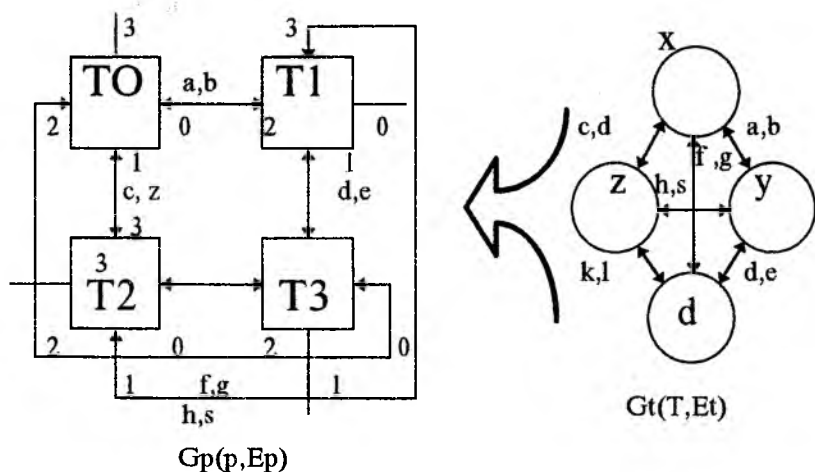 3
3
x
T0
a,b
T1
c,d
a,b
2
0
2
0
f ,g
1
1
z
h,s
y
c, z
d,e
3
3
T2
T3
k,l
d,e
d
2
0
2
0
1
f,g
1
h,s
Gt(T,Et)
Gp(p,Ep)